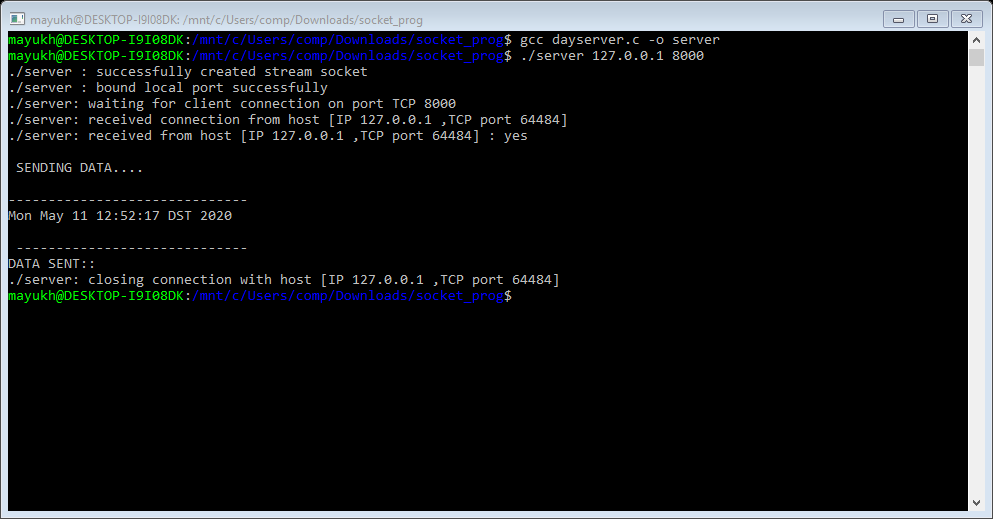 mayukh@DESKTOP-I9I08DK: /mnt/c/Users/comp/Downloads/socket_prog
mayukh@DESKTOP-I9I08DK:/mnt/c/Users/comp/Downloads/socket_prog$ gcc dayserver.c -o server
mayukh@DESKTOP-I9I08DK:/mnt/c/Users/comp/Downloads/socket_prog$ ./server 127.0.0.1 8000
./server : successfully created stream socket
./server : bound local port successfully
./server: waiting for client connection on port TCP 8000
./server: received connection from host [IP 127.0.0.1 ,TCP port 64484]
./server: received from host [IP 127.0.0.1 ,TCP port 64484] : yes
SENDING DATA....
------------------------------
Mon May 11 12:52:17 DST 2020
-----------------------------
DATA SENT::
./server: closing connection with host [IP 127.0.0.1 ,TCP port 64484]
mayukh@DESKTOP-I9I08DK:/mnt/c/Users/comp/Downloads/socket_prog$